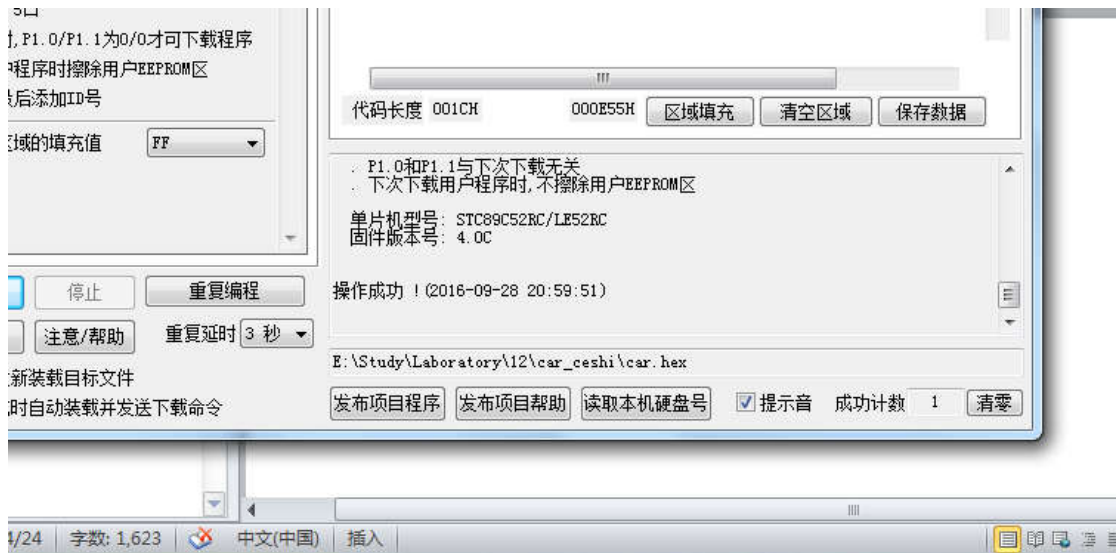 ,P1.0/P1.1为0/0才可下载程序
程序时擦除用户EEPROM区
后添加ID号
域的填充值 FF
停止 重复编程
注意/帮助 重复延时 3 秒
新装载目标文件
时自动装载并发送下载命令
代码长度 001CH 000E55H 区域填充 清空区域 保存数据
. P1.0和P1.1与下次下载无关
. 下次下载用户程序时,不擦除用户EEPROM区
单片机型号: STC89C52RC/LE52RC
固件版本号: 4.0C
操作成功 !(2016-09-28 20:59:51)
E:\Study\Laboratory\12\car_ceshi\car.hex
发布项目程序 发布项目帮助 读取本机硬盘号 提示音 成功计数 1 清零
/24 字数: 1,623 中文(中国) 插入